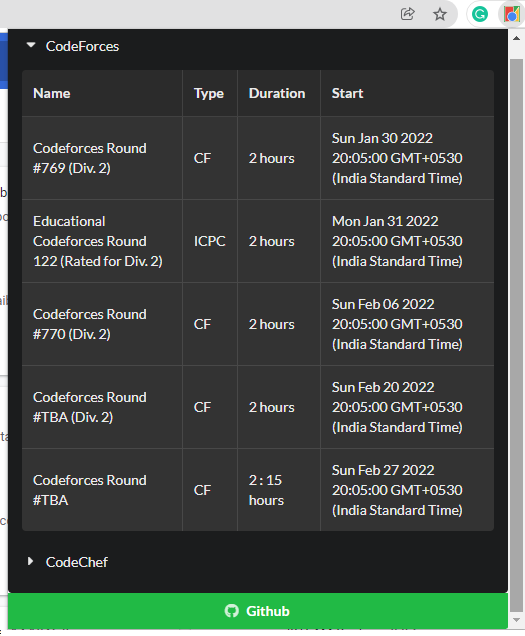 CodeForces
Name Type Duration Start
Codeforces Round
#769 (Div. 2)
CF
2 hours
Sun Jan 30 2022
20:05:00 GMT+0530
(India Standard Time)
Educational
Codeforces Round
122 (Rated for Div. 2)
ICPC
2 hours
Mon Jan 31 2022
20:05:00 GMT+0530
(India Standard Time)
Codeforces Round
#770 (Div. 2)
CF
2 hours
Sun Feb 06 2022
20:05:00 GMT+0530
(India Standard Time)
Codeforces Round
#TBA (Div. 2)
CF
2 hours
Sun Feb 20 2022
20:05:00 GMT+0530
(India Standard Time)
Codeforces Round
#TBA
CF
2 : 15
hours
Sun Feb 27 2022
20:05:00 GMT+0530
(India Standard Time)
CodeChef
Github